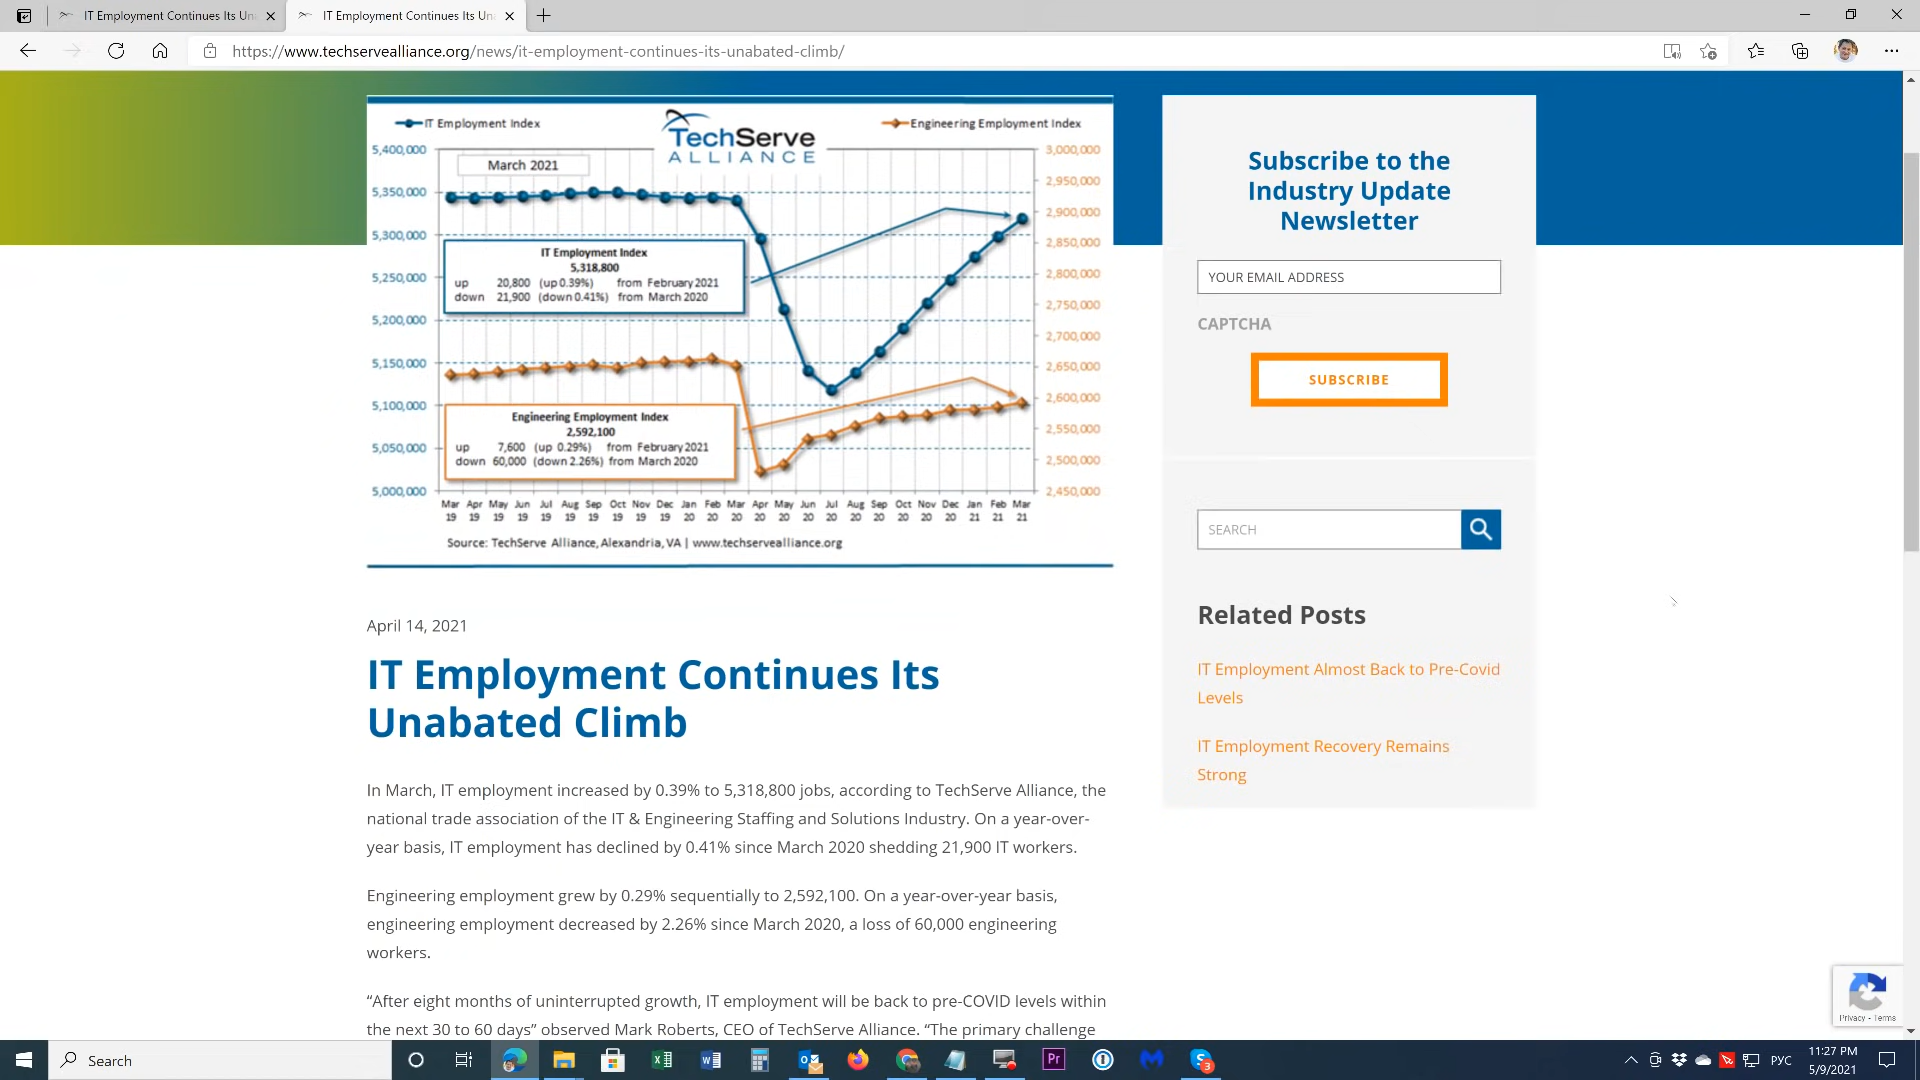 IT Employment Continues Its Un
IT Employment Continues Its Un
https://www.techservealliance.org/news/it-employment-continues-its-unabated-climb/
IT Employment Index
TechServe
ALLIANCE
Engineering Employment Index
March 2021
5,400,000
5,350,000
5,300,000
5,250,000
5,200,000
5,150,000
5,100,000
5,050,000
5,000,000
3,000,000
2,950,000
2,900,000
2,850,000
2,800,000
2,750,000
2,700,000
2,650,000
2,600,000
2,550,000
2,500,000
2,450,000
IT Employment Index
5,318,800
up 20,800 (up 0.39%) from February 2021
down 21,900 (down 0.41%) from March 2020
Engineering Employment Index
2,592,100
up 7,600 (up 0.29%) from February 2021
down 60,000 (down 2.26%) from March 2020
Mar Apr May Jun Jul Aug Sep Oct Nov Dec Jan Feb Mar Apr May Jun Jul Aug Sep Oct Nov Dec Jan Feb Mar
19 19 19 19 19 19 19 19 19 19 20 20 20 20 20 20 20 20 20 20 20 20 21 21 21
Source: TechServe Alliance, Alexandria, VA | www.techservealliance.org
April 14, 2021
IT Employment Continues Its
Unabated Climb
In March, IT employment increased by 0.39% to 5,318,800 jobs, according to TechServe Alliance, the
national trade association of the IT & Engineering Staffing and Solutions Industry. On a year-over-
year basis, IT employment has declined by 0.41% since March 2020 shedding 21,900 IT workers.
Engineering employment grew by 0.29% sequentially to 2,592,100. On a year-over-year basis,
engineering employment decreased by 2.26% since March 2020, a loss of 60,000 engineering
workers.
“After eight months of uninterrupted growth, IT employment will be back to pre-COVID levels within
the next 30 to 60 days” observed Mark Roberts, CEO of TechServe Alliance. “The primary challenge
Subscribe to the
Industry Update
Newsletter
YOUR EMAIL ADDRESS
CAPTCHA
SUBSCRIBE
SEARCH
Related Posts
IT Employment Almost Back to Pre-Covid
Levels
IT Employment Recovery Remains
Strong
Privacy - Terms
Search
Pr
3
РУС
11:27 PM
5/9/2021